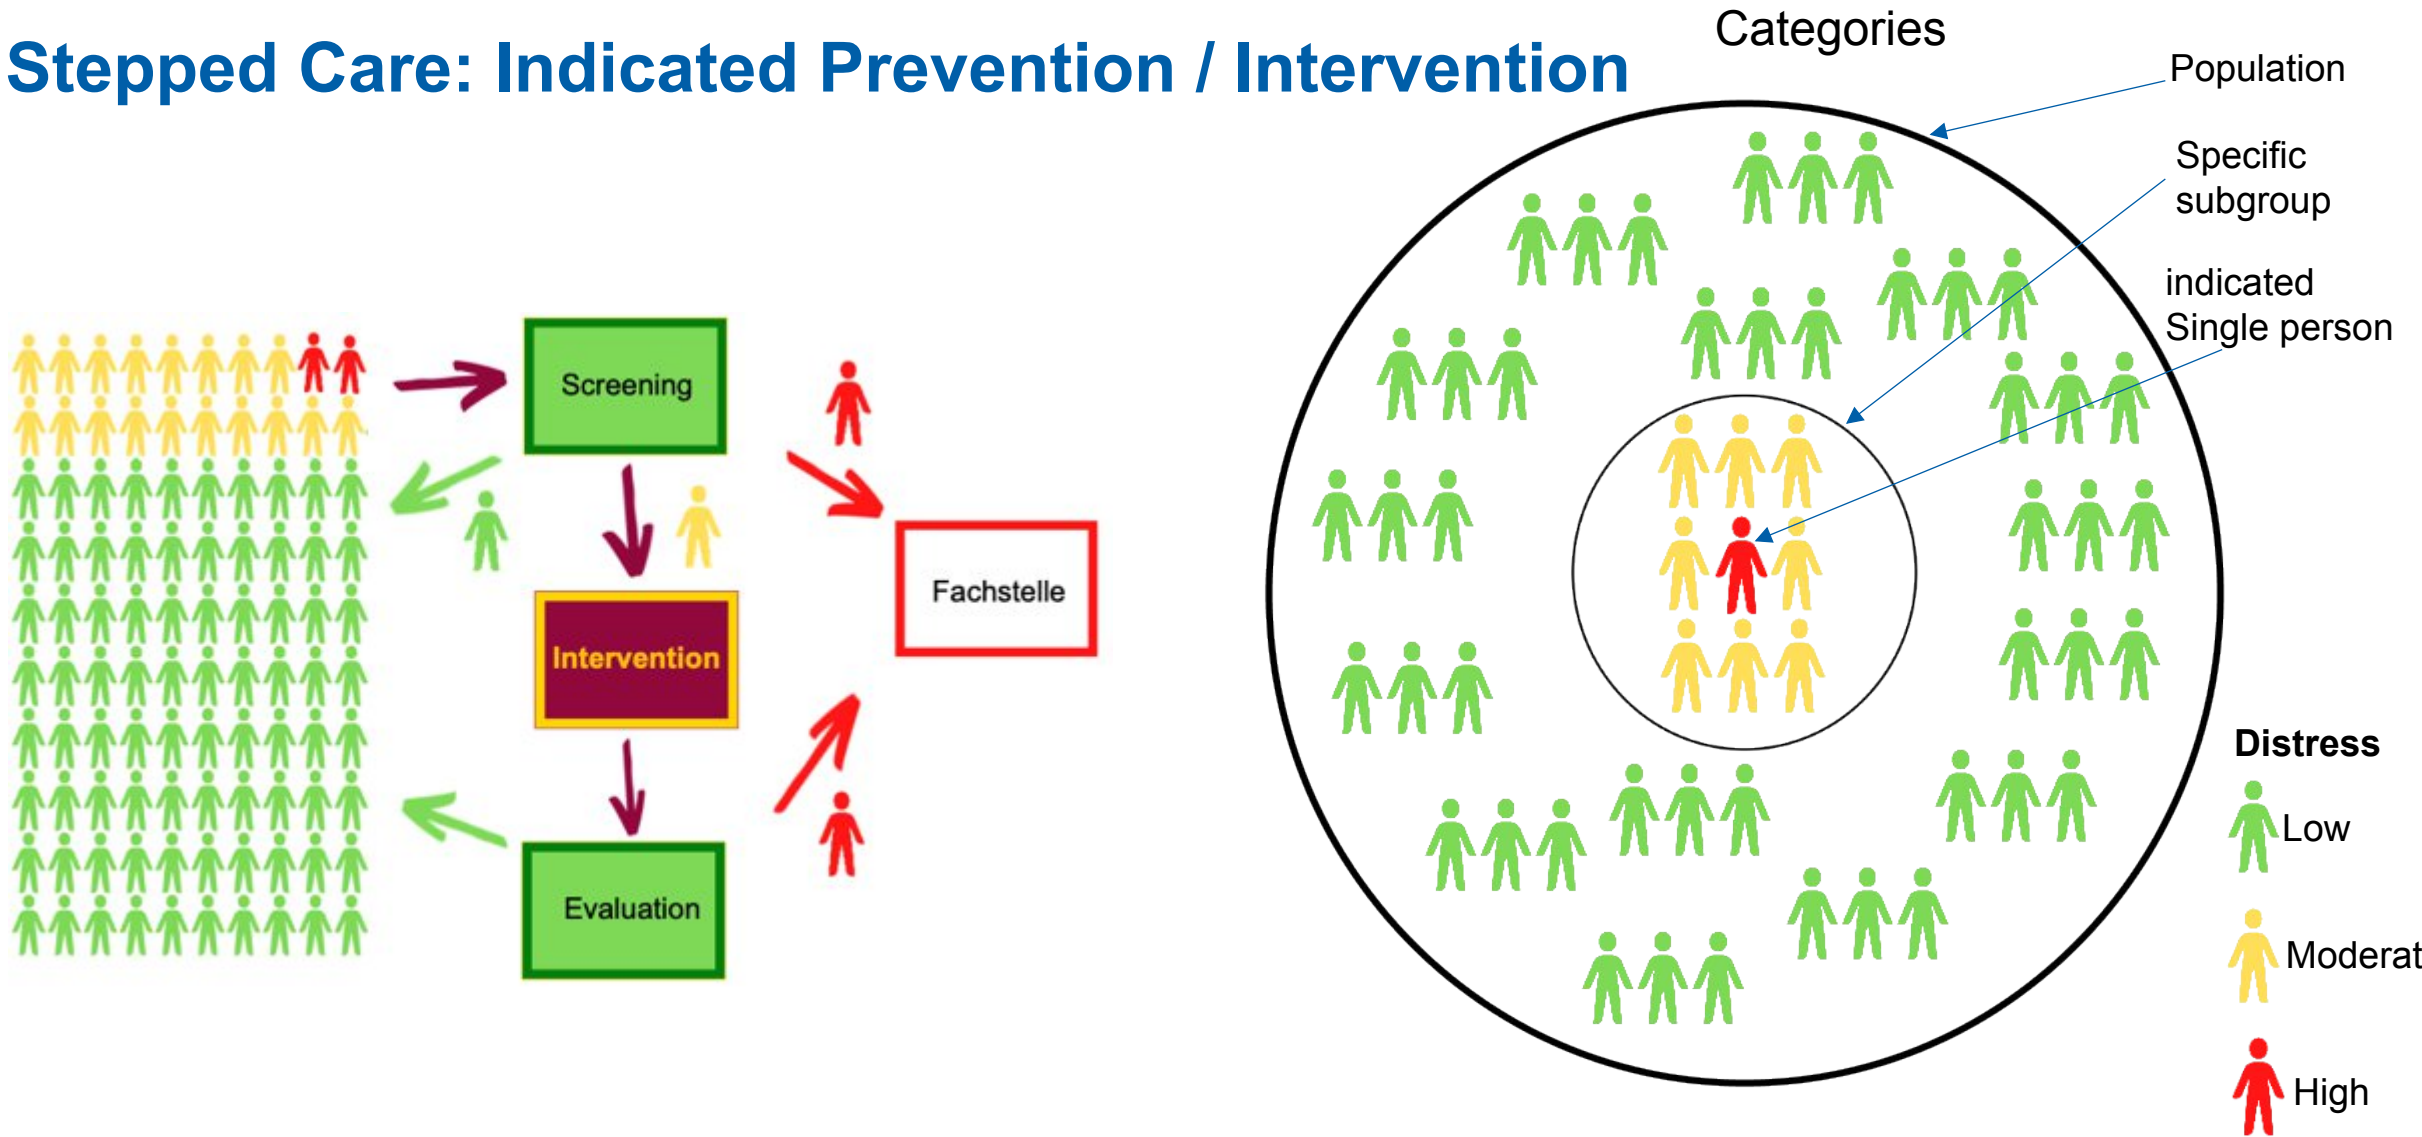 Stepped Care: Indicated Prevention / Intervention
Categories
Population
Specific
subgroup
indicated
Single person
Screening
Fachstelle
Intervention
Evaluation
Distress
Low
Moderat
High